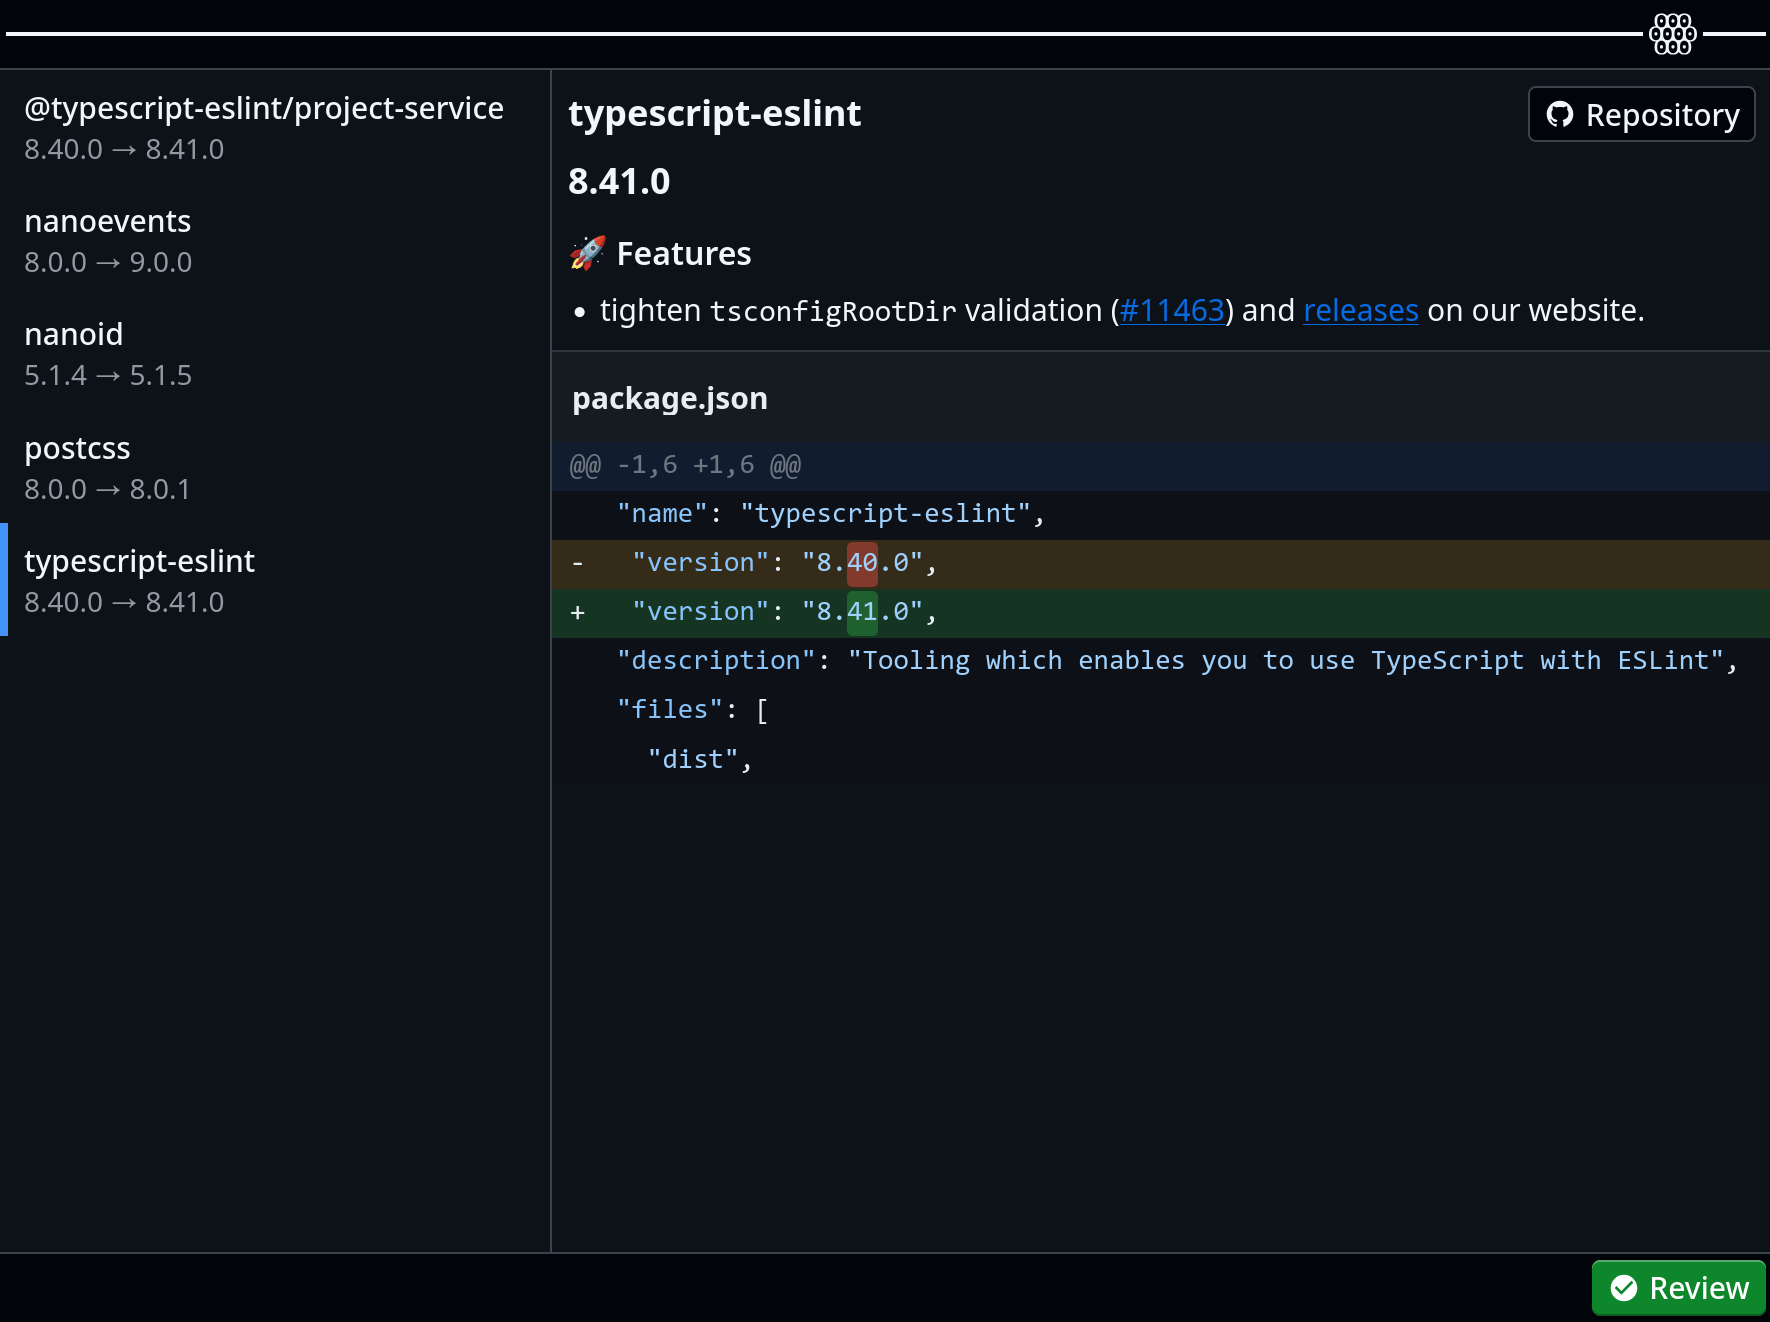 @typescript-eslint/project-service
8.40.0 → 8.41.0
nanoevents
8.0.0 → 9.0.0
nanoid
5.1.4 → 5.1.5
postcss
8.0.0 → 8.0.1
typescript-eslint
8.40.0 → 8.41.0
typescript-eslint
Repository
8.41.0
🚀 Features
• tighten tsconfigRootDir validation (#11463) and releases on our website.
package.json
@@ -1,6 +1,6 @@
"name": "typescript-eslint",
- "version": "8.40.0",
+ "version": "8.41.0",
"description": "Tooling which enables you to use TypeScript with ESLint",
"files": [
"dist",
Review